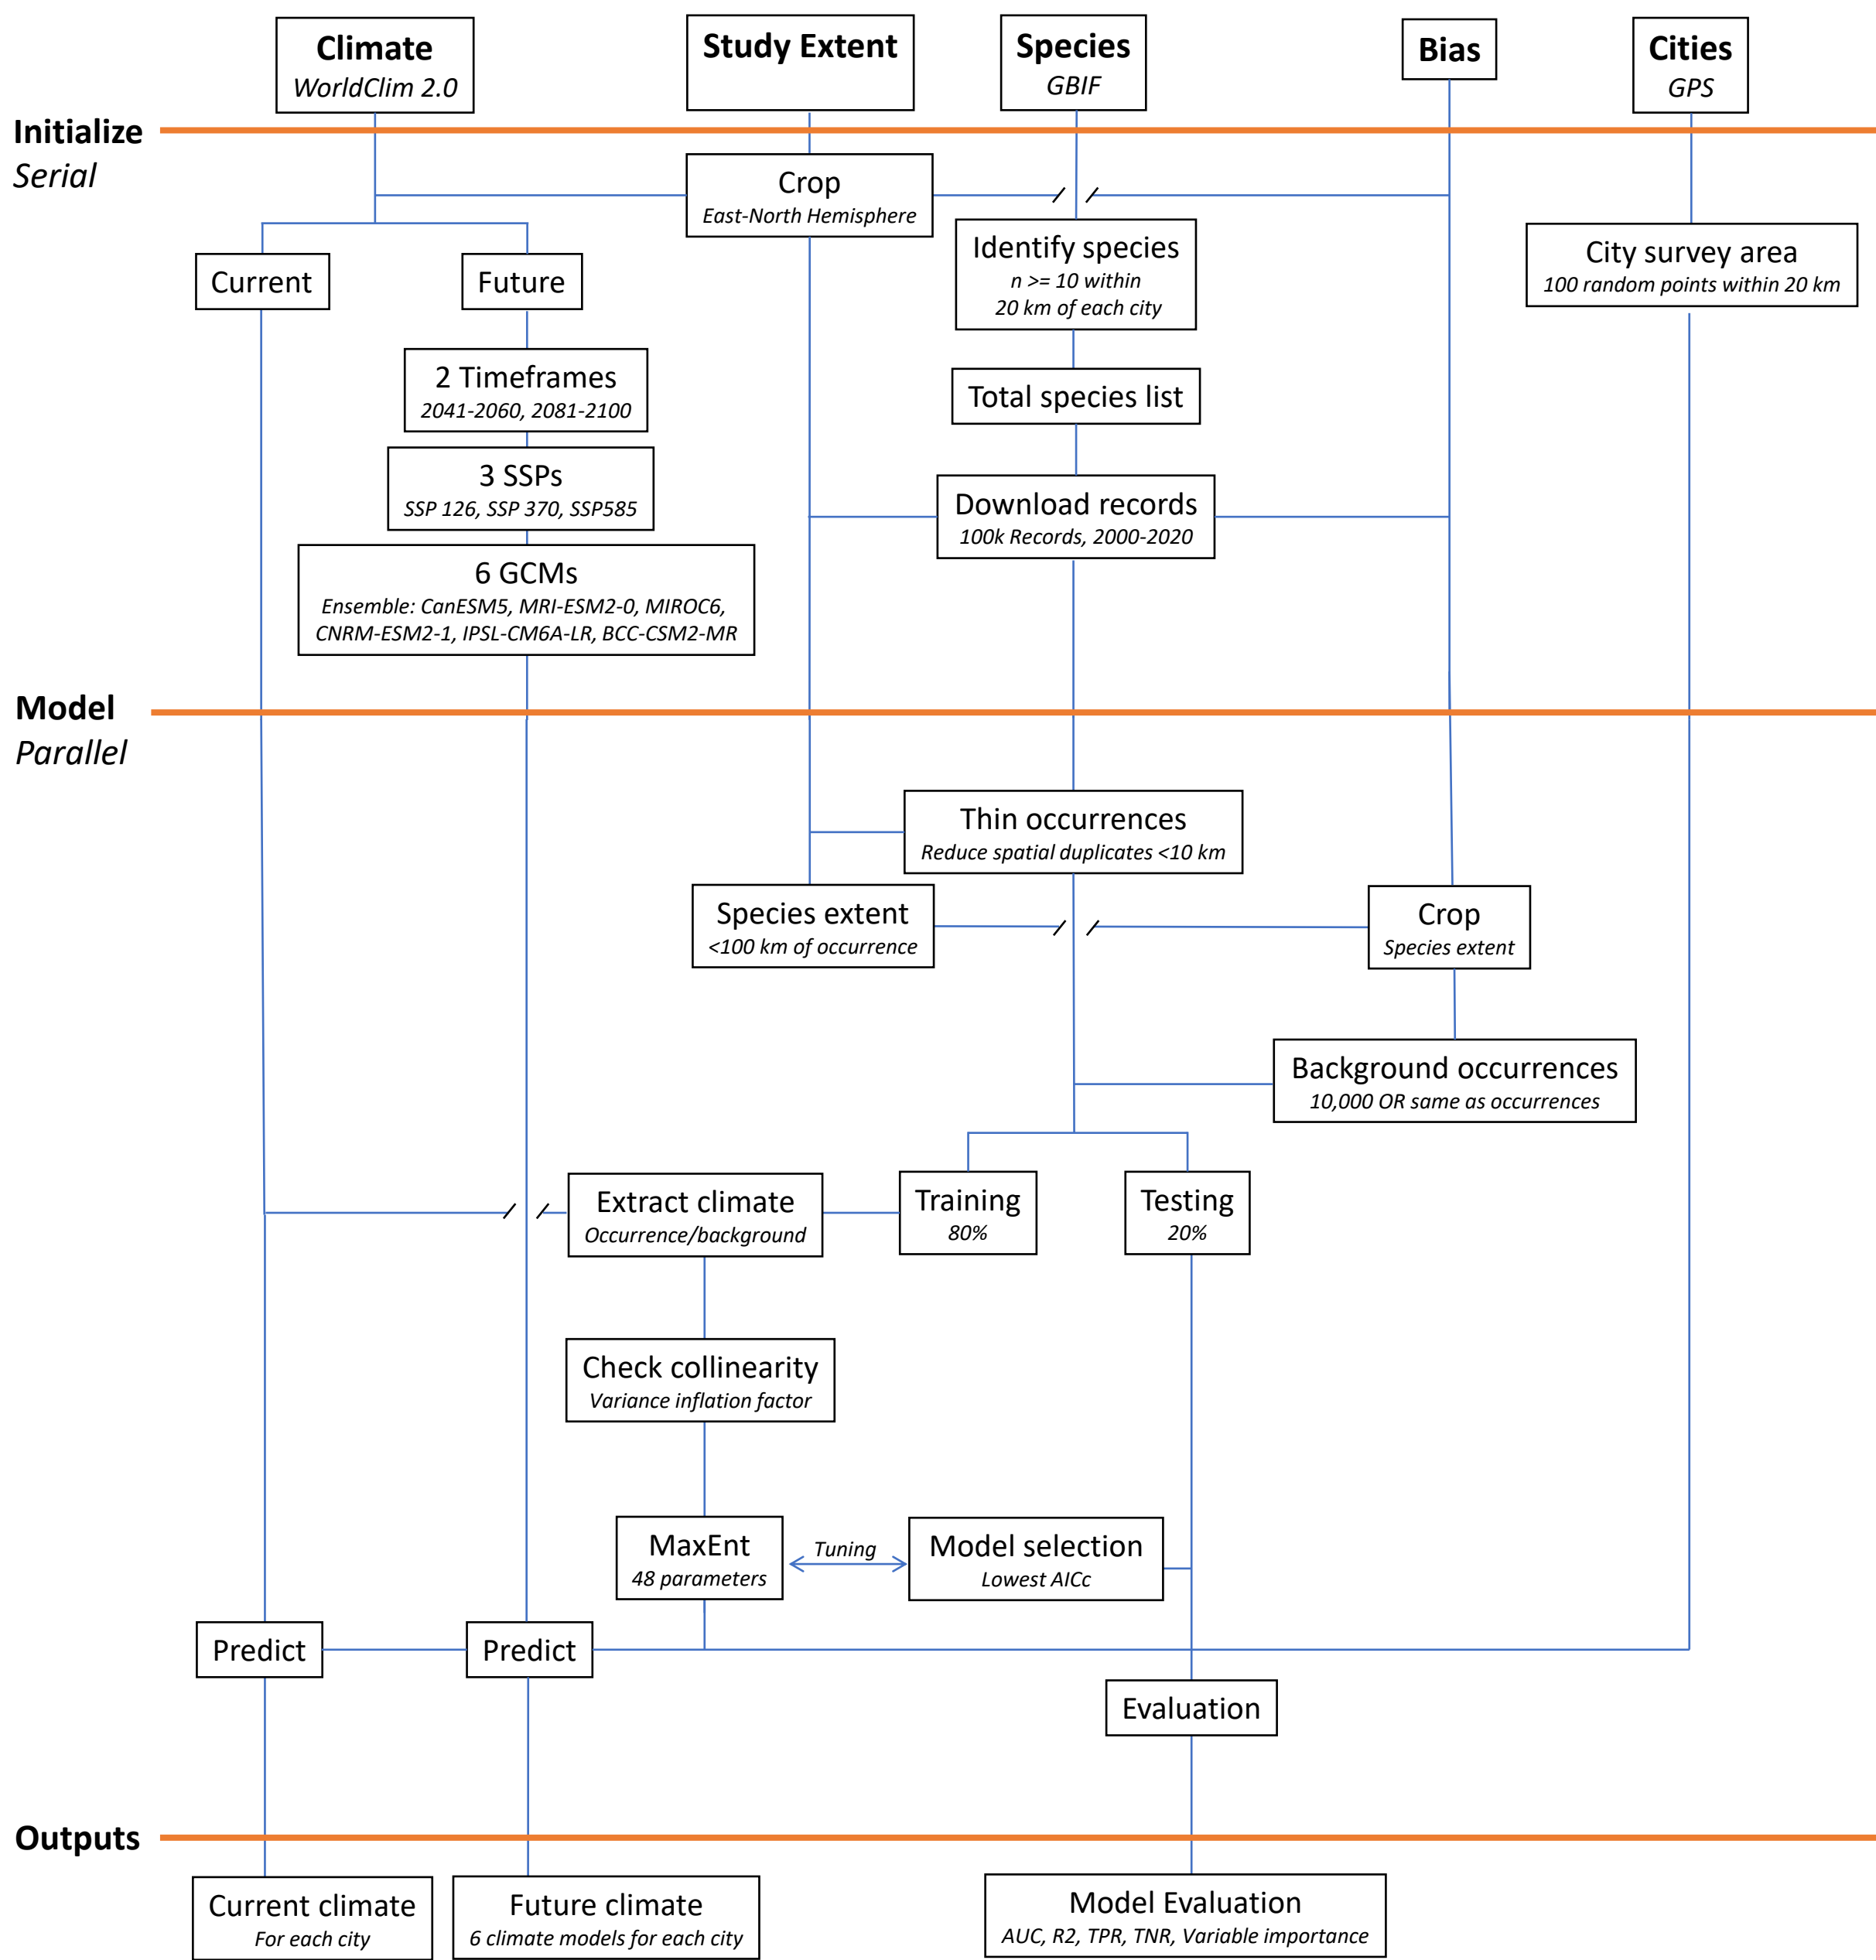 Climate
WorldClim 2.0
Study Extent
Species
GBIF
Bias
Cities
GPS
Initialize
Serial
Crop
East-North Hemisphere
Identify species
n >= 10 within
20 km of each city
City survey area
100 random points within 20 km
Current
Future
2 Timeframes
2041-2060, 2081-2100
Total species list
3 SSPs
SSP 126, SSP 370, SSP585
Download records
100k Records, 2000-2020
6 GCMs
Ensemble: CanESM5, MRI-ESM2-0, MIROC6,
CNRM-ESM2-1, IPSL-CM6A-LR, BCC-CSM2-MR
Model
Parallel
Thin occurrences
Reduce spatial duplicates <10 km
Species extent
<100 km of occurrence
Crop
Species extent
Background occurrences
10,000 OR same as occurrences
Extract climate
Occurrence/background
Training
80%
Testing
20%
Check collinearity
Variance inflation factor
MaxEnt
48 parameters
Tuning
Model selection
Lowest AICc
Predict
Predict
Evaluation
Outputs
Current climate
For each city
Future climate
6 climate models for each city
Model Evaluation
AUC, R2, TPR, TNR, Variable importance